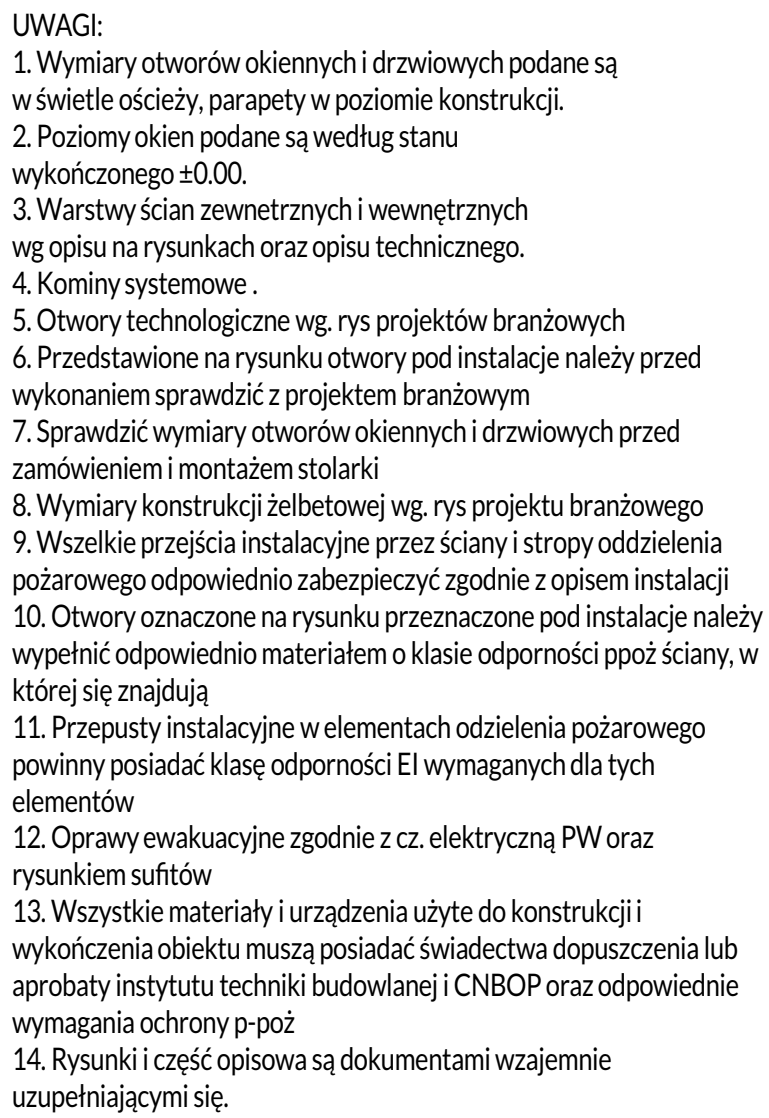 UWAGI:
1. Wymiary otworów okiennych i drzwiowych podane są
w świetle ościeży, parapety w poziomie konstrukcji.
2. Poziomy okien podane są według stanu
wykończonego ±0.00.
3. Warstwy ścian zewnetrznych i wewnętrznych
wg opisu na rysunkach oraz opisu technicznego.
4. Kominy systemowe .
5. Otwory technologiczne wg. rys projektów branżowych
6. Przedstawione na rysunku otwory pod instalacje należy przed
wykonaniem sprawdzić z projektem branżowym
7. Sprawdzić wymiary otworów okiennych i drzwiowych przed
zamówieniem i montażem stolarki
8. Wymiary konstrukcji żelbetowej wg. rys projektu branżowego
9. Wszelkie przejścia instalacyjne przez ściany i stropy oddzielenia
pożarowego odpowiednio zabezpieczyć zgodnie z opisem instalacji
10. Otwory oznaczone na rysunku przeznaczone pod instalacje należy
wypełnić odpowiednio materiałem o klasie odporności ppoż ściany, w
której się znajdują
11. Przepusty instalacyjne w elementach odzielenia pożarowego
powinny posiadać klasę odporności EI wymaganych dla tych
elementów
12. Oprawy ewakuacyjne zgodnie z cz. elektryczną PW oraz
rysunkiem sufitów
13. Wszystkie materiały i urządzenia użyte do konstrukcji i
wykończenia obiektu muszą posiadać świadectwa dopuszczenia lub
aprobaty instytutu techniki budowlanej i CNBOP oraz odpowiednie
wymagania ochrony p-poż
14. Rysunki i część opisowa są dokumentami wzajemnie
uzupełniającymi się.